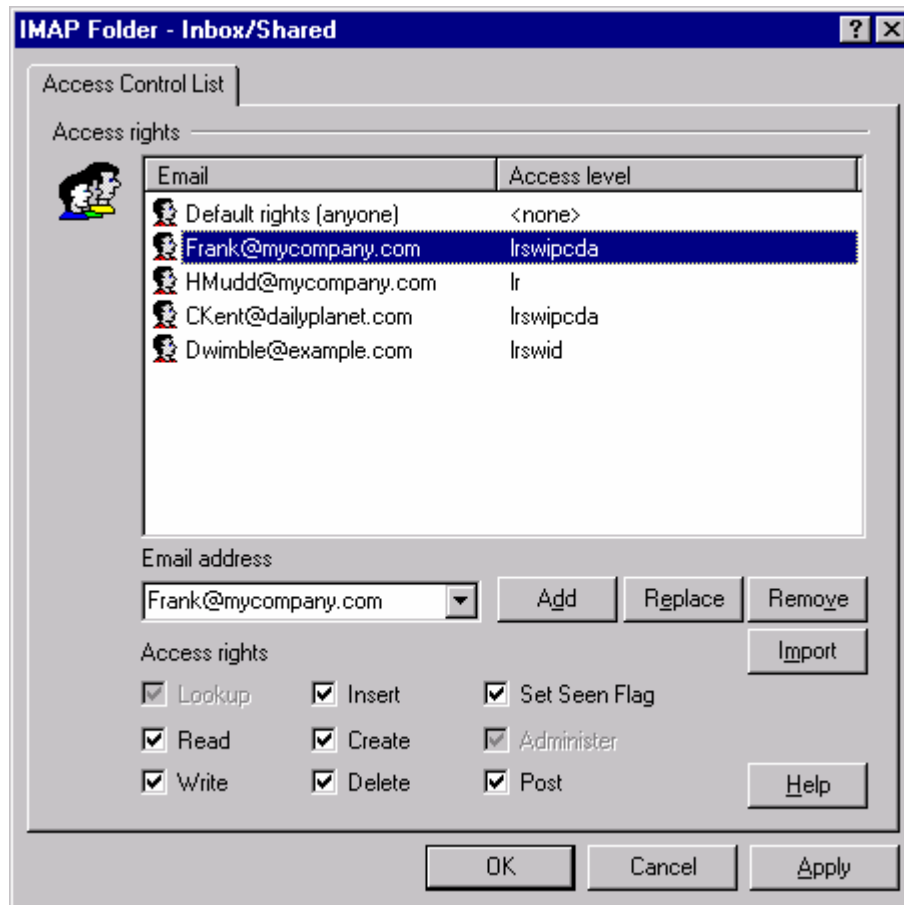 IMAP Folder - Inbox/Shared
Access Control List
Access rights
Email Access level
Default rights (anyone) <none>
Frank@mycompany.com lrswipcda
HMudd@mycompany.com lr
CKent@dailyplanet.com lrswipcda
Dwimble@example.com lrswid
Email address
Frank@mycompany.com Add Replace Remove
Access rights Import
Lookup Insert Set Seen Flag
Read Create Administer
Write Delete Post Help
OK Cancel Apply